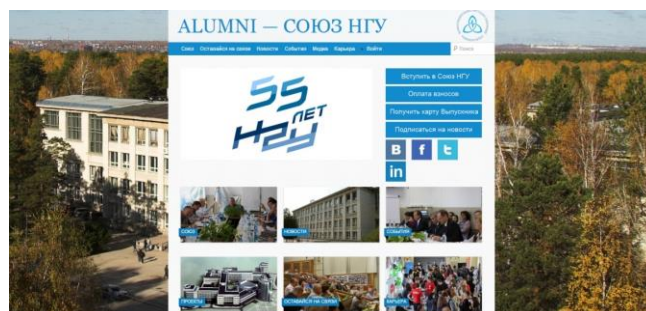 ALUMNI — СОЮЗ НГУ
Союз Оставайся на связи Новости События Медиа Карьера Войти
Поиск
55
ЛЕТ
НГУ
Вступить в Союз НГУ
Оплата взносов
Получить карту Выпускника
Подписаться на новости
B f t
in
СОЮЗ НОВОСТИ СОБЫТИЯ
ПРОЕКТЫ ОСТАВАЙСЯ НА СВЯЗИ КАРЬЕРА